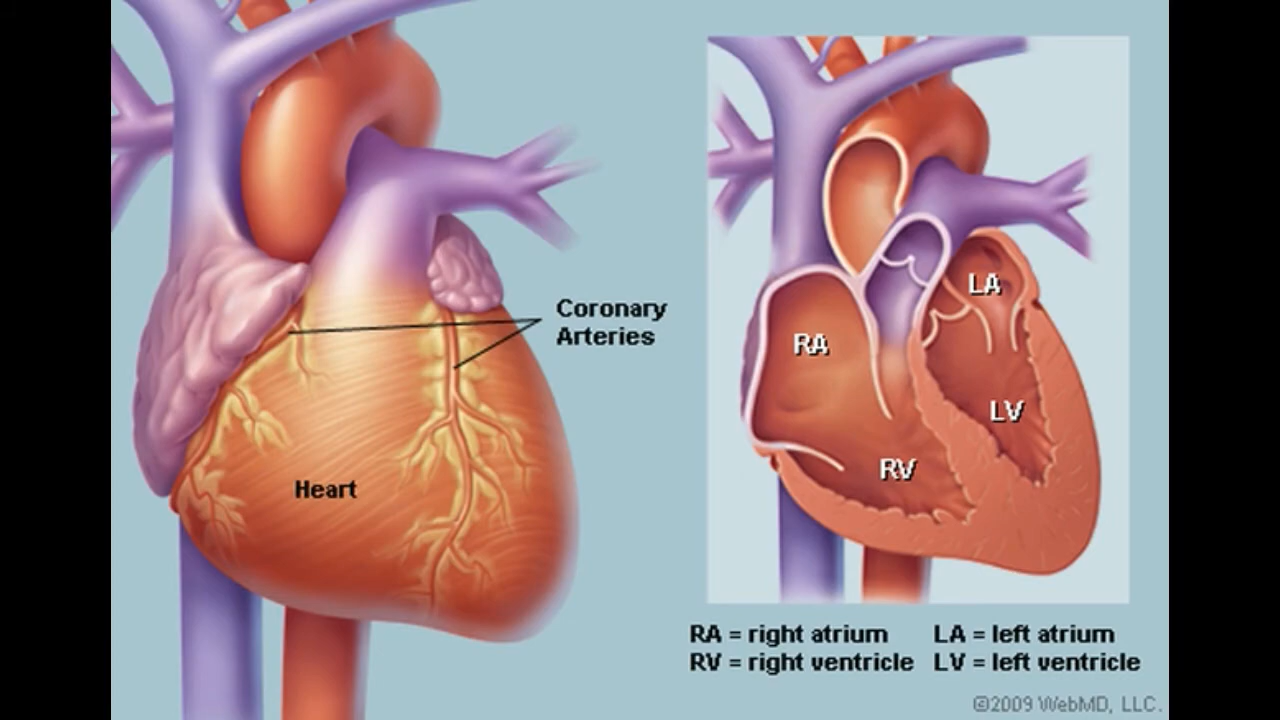 Coronary
Arteries
Heart
RA
LA
LV
RV
RA = right atrium LA = left atrium
RV = right ventricle LV = left ventricle
©2009 WebMD, LLC.